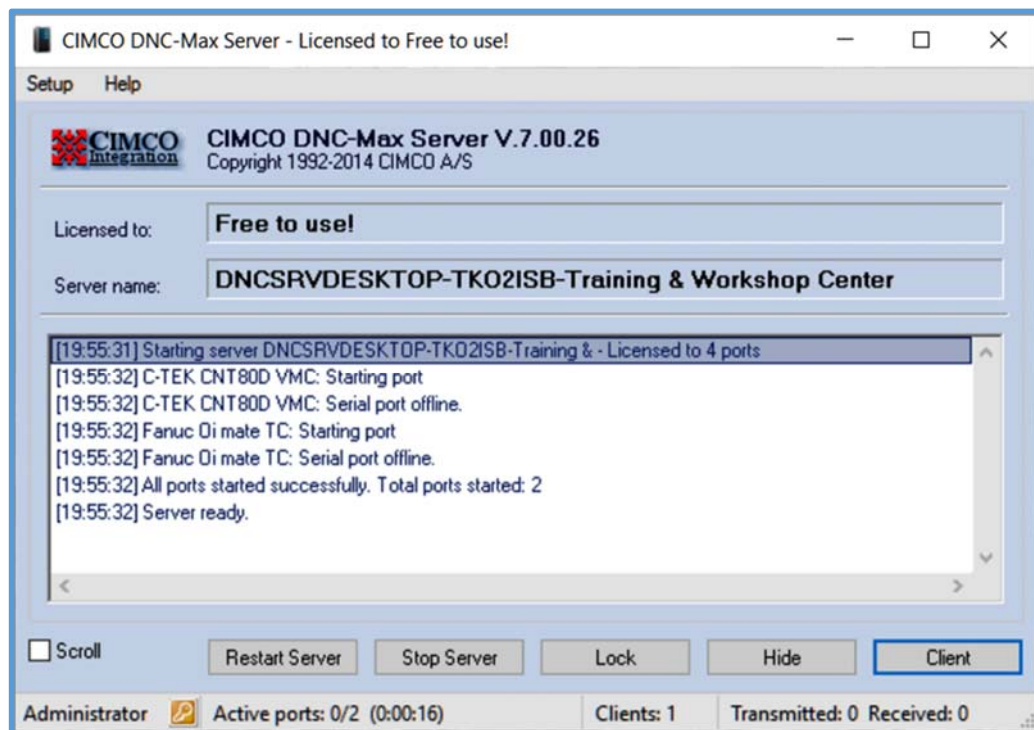 CIMCO DNC-Max Server - Licensed to Free to use!
Setup Help
CIMCO
Integration
CIMCO DNC-Max Server V.7.00.26
Copyright 1992-2014 CIMCO A/S
Licensed to:
Free to use!
Server name:
DNCSRVDESKTOP-TKO2ISB-Training & Workshop Center
[19:55:31] Starting server DNCSRVDESKTOP-TKO2ISB-Training & - Licensed to 4 ports
[19:55:32] C-TEK CNT80D VMC: Starting port
[19:55:32] C-TEK CNT80D VMC: Serial port offline.
[19:55:32] Fanuc Oi mate TC: Starting port
[19:55:32] Fanuc Oi mate TC: Serial port offline.
[19:55:32] All ports started successfully. Total ports started: 2
[19:55:32] Server ready.
Scroll
Restart Server
Stop Server
Lock
Hide
Client
Administrator
Active ports: 0/2 (0:00:16)
Clients: 1
Transmitted: 0 Received: 0